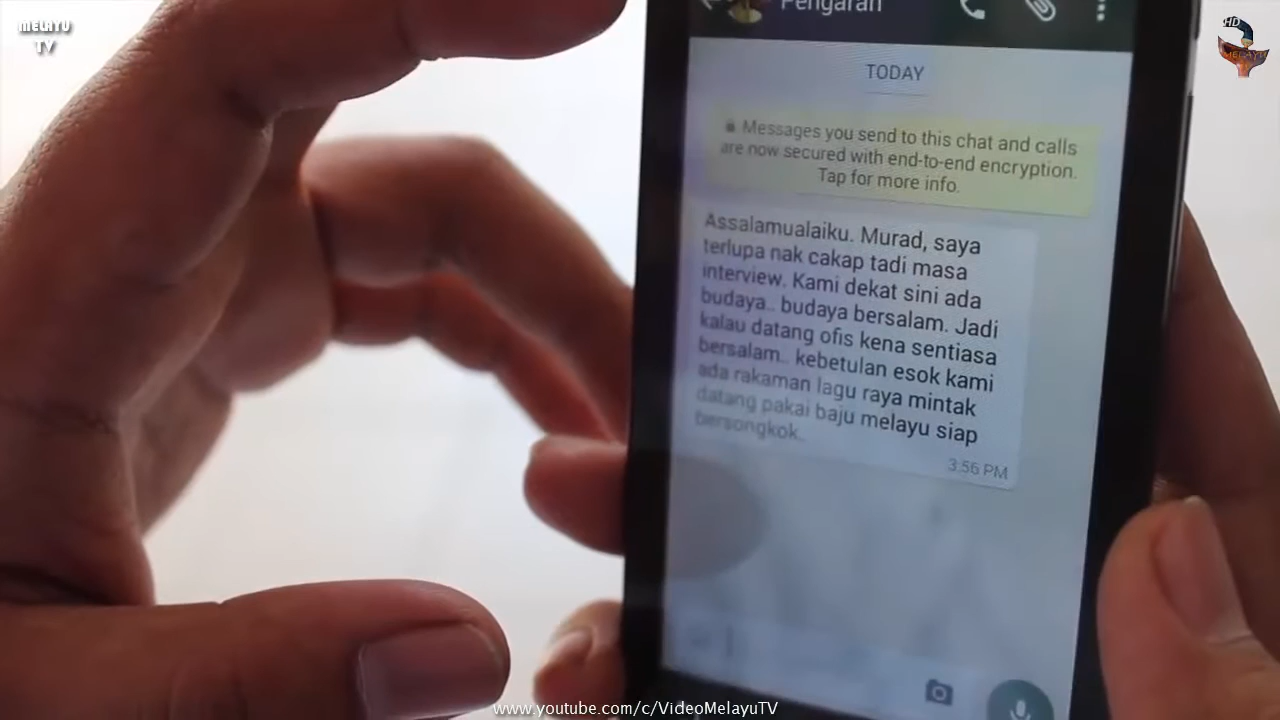 MELAYU
TV
HD
MELAYU
Pengarah
TODAY
Messages you send to this chat and calls
are now secured with end-to-end encryption.
Tap for more info.
Assalamualaiku. Murad, saya
terlupa nak cakap tadi masa
interview. Kami dekat sini ada
budaya.. budaya bersalam. Jadi
kalau datang ofis kena sentiasa
bersalam.. kebetulan esok kami
ada rakaman lagu raya mintak
datang pakai baju melayu siap
bersongkok.
3:56 PM
www.youtube.com/c/VideoMelayuTV